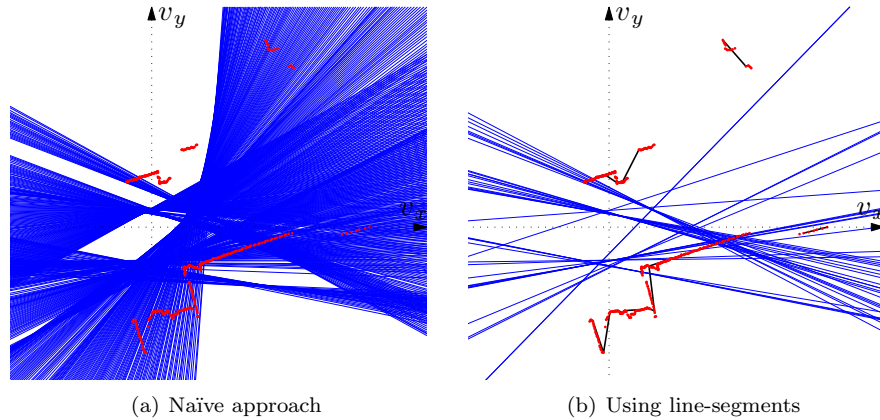 v_y
v_x
v_y
v_x
(a) Naïve approach
(b) Using line-segments